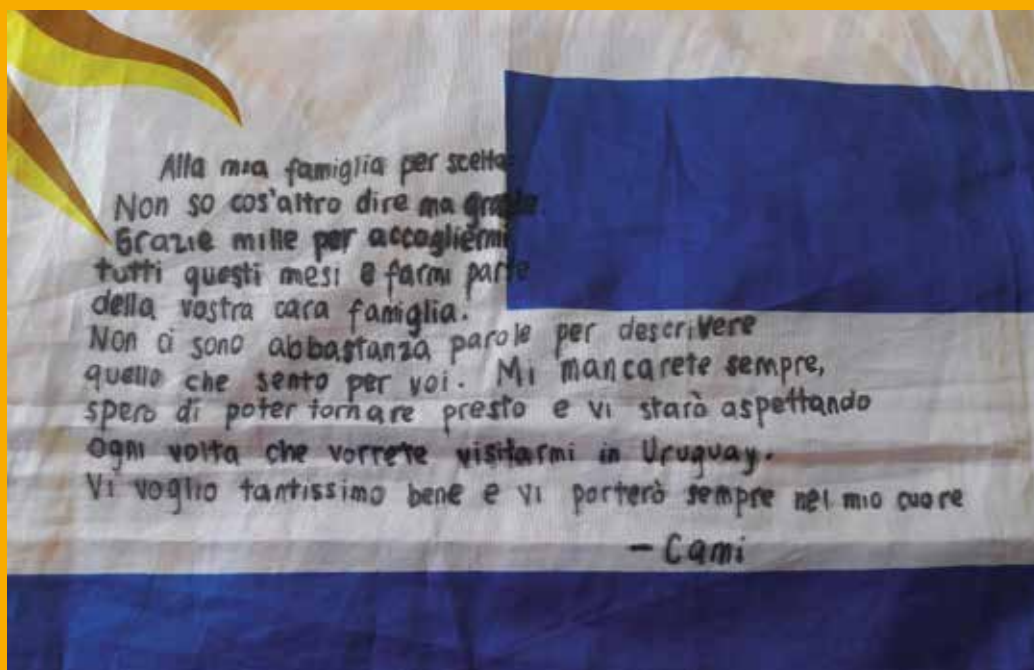 Alla mia famiglia per scelta
Non so cos'altro dire ma grazie.
Grazie mille per accogliermi
tutti questi mesi e farmi parte
della vostra cara famiglia.
Non ci sono abbastanza parole per descrivere
quello che sento per voi. Mi mancarete sempre,
spero di poter tornare presto e vi starò aspettando
ogni volta che vorrete visitarmi in Uruguay.
Vi voglio tantissimo bene e vi porterò sempre nel mio cuore
- Cami